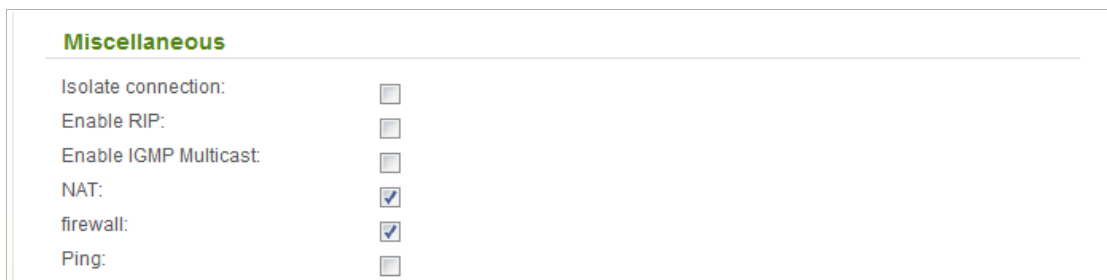 Miscellaneous
Isolate connection:
Enable RIP:
Enable IGMP Multicast:
NAT:
firewall:
Ping: